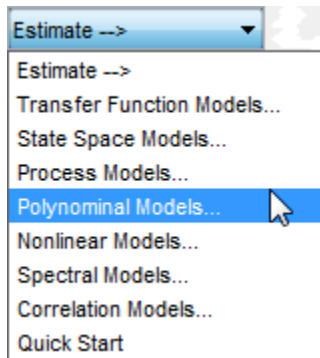 Estimate -->
Estimate -->
Transfer Function Models...
State Space Models...
Process Models...
Polynominal Models...
Nonlinear Models...
Spectral Models...
Correlation Models...
Quick Start